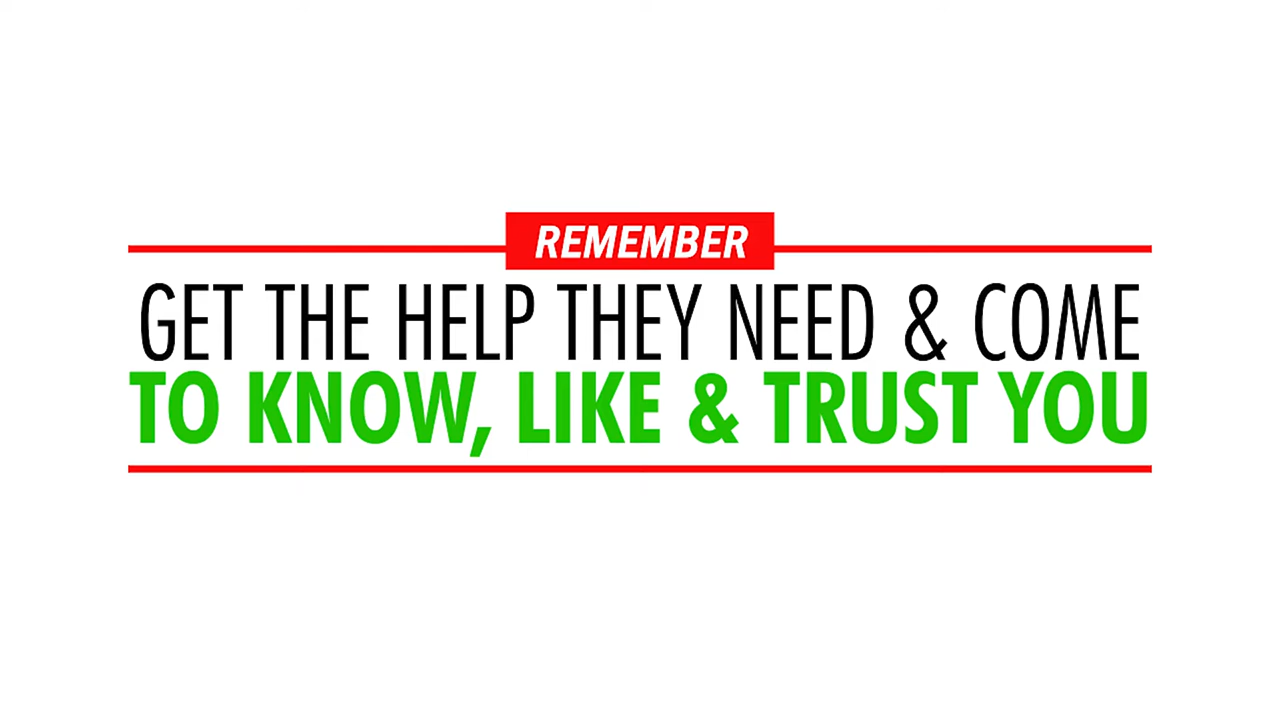 REMEMBER
GET THE HELP THEY NEED & COME
TO KNOW, LIKE & TRUST YOU